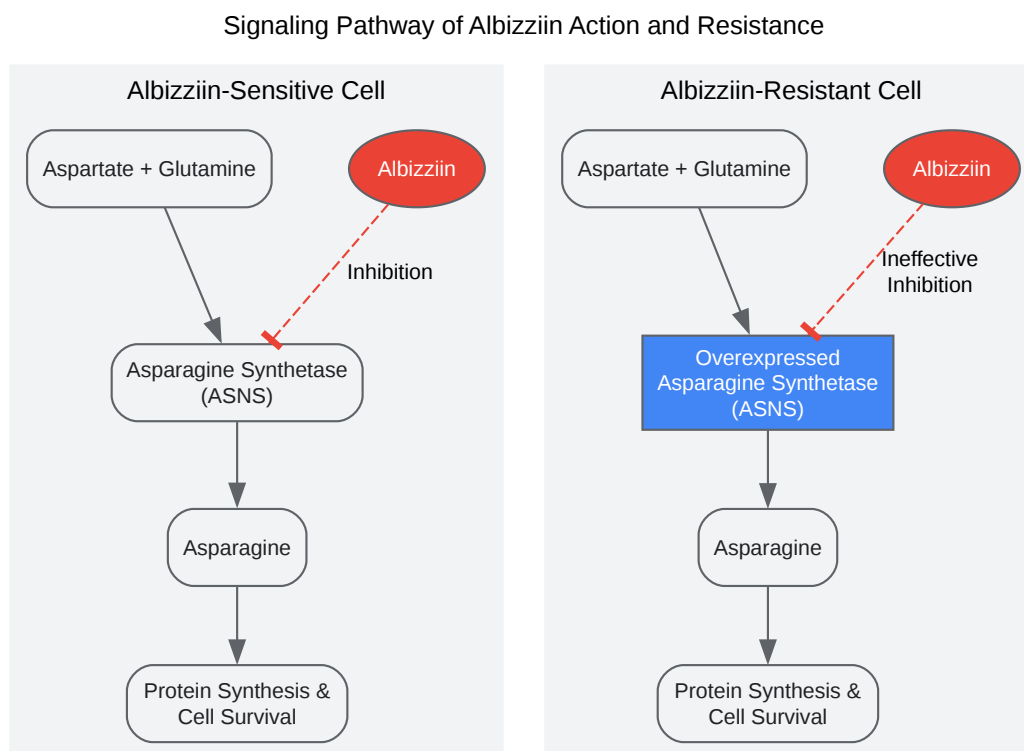 Signaling Pathway of Albizziin Action and Resistance
Albizziin-Sensitive Cell
Aspartate + Glutamine
Albizziin
Inhibition
Asparagine Synthetase
(ASNS)
Asparagine
Protein Synthesis &
Cell Survival
Albizziin-Resistant Cell
Aspartate + Glutamine
Albizziin
Ineffective
Inhibition
Overexpressed
Asparagine Synthetase
(ASNS)
Asparagine
Protein Synthesis &
Cell Survival